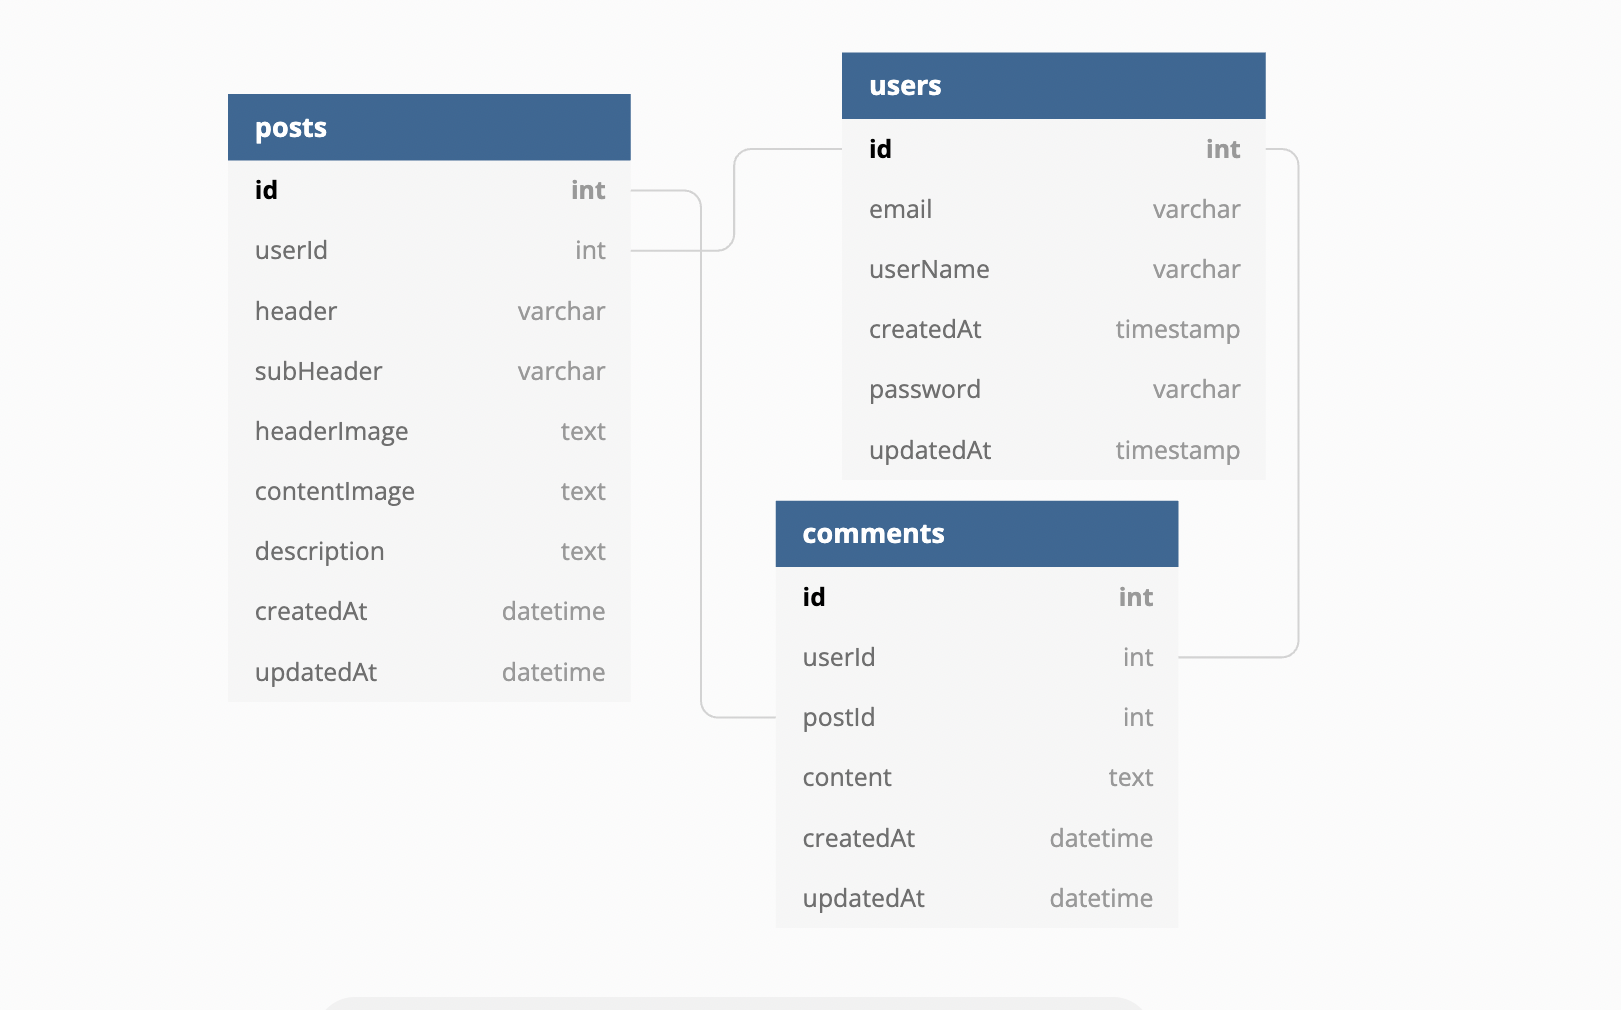 posts
id int
userId int
header varchar
subHeader varchar
headerImage text
contentImage text
description text
createdAt datetime
updatedAt datetime
users
id int
email varchar
userName varchar
createdAt timestamp
password varchar
updatedAt timestamp
comments
id int
userId int
postId int
content text
createdAt datetime
updatedAt datetime